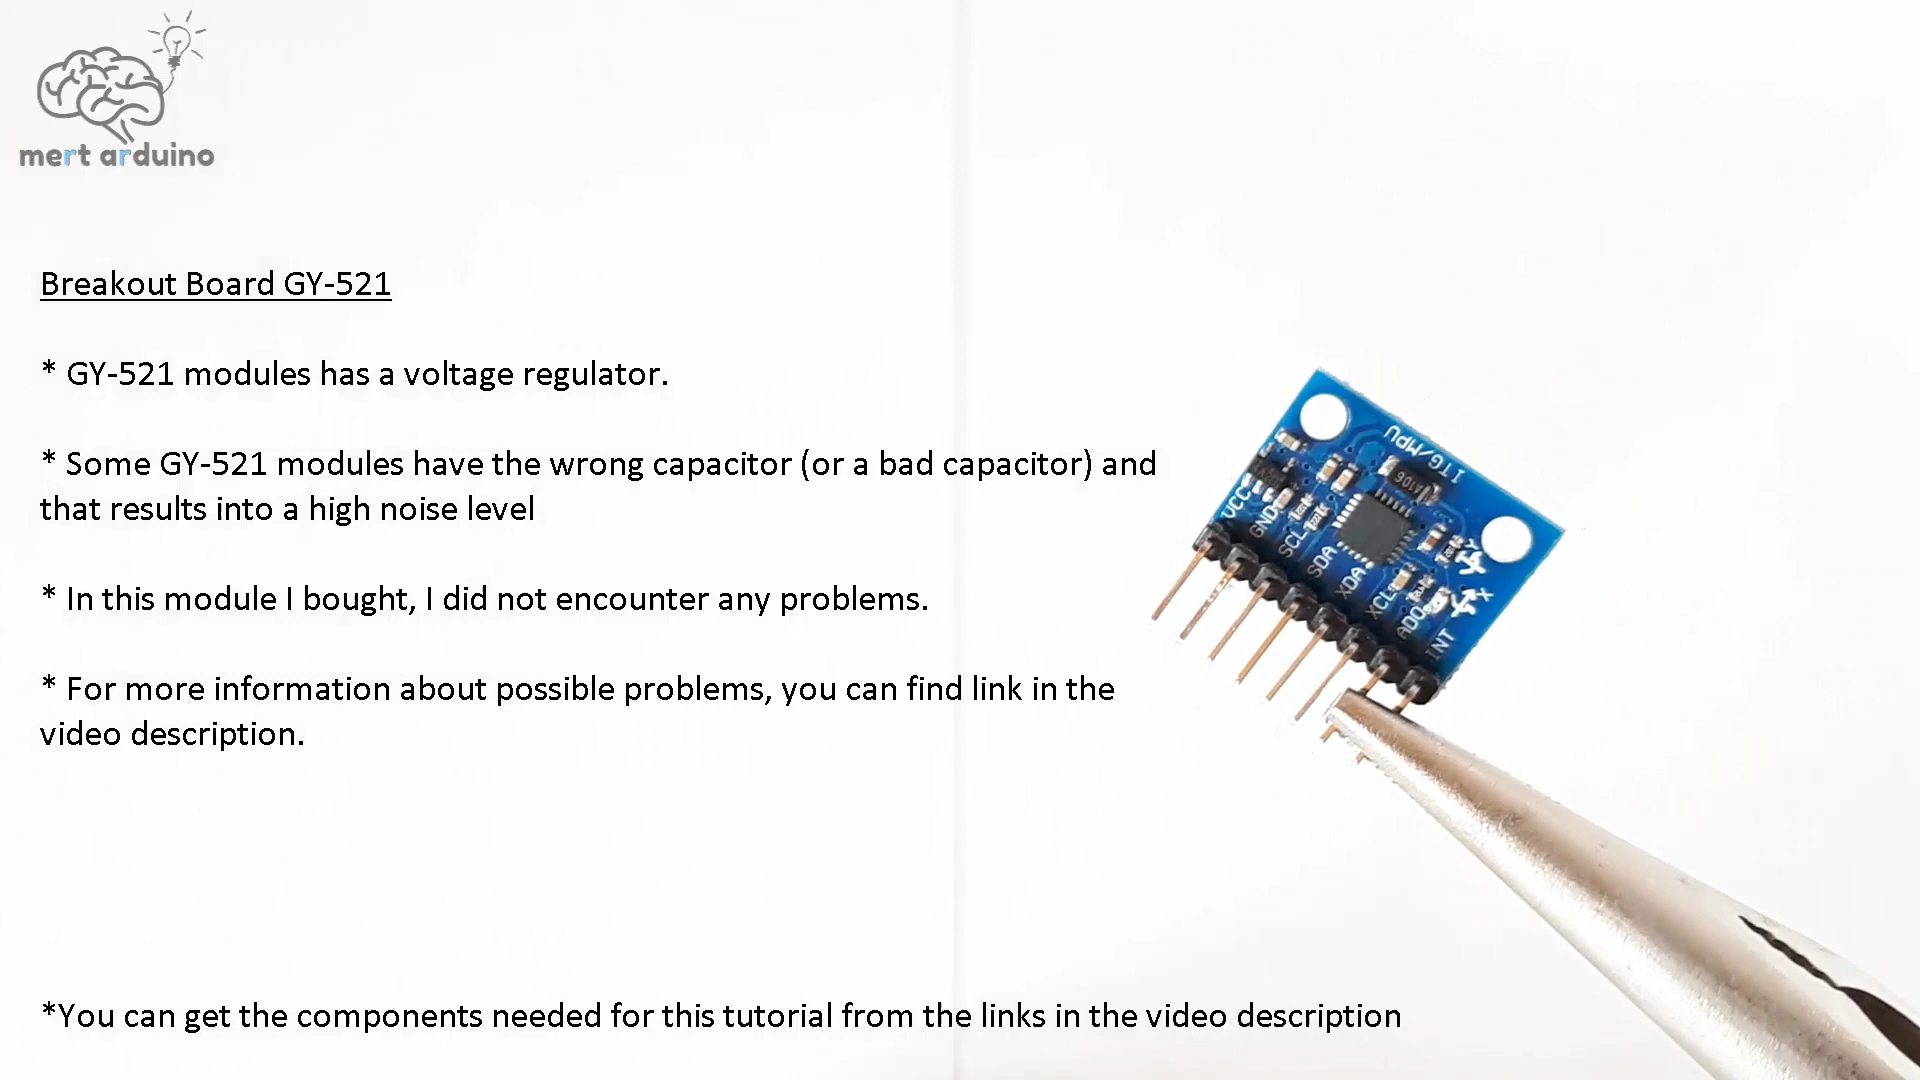 mert arduino
Breakout Board GY-521
* GY-521 modules has a voltage regulator.
* Some GY-521 modules have the wrong capacitor (or a bad capacitor) and
that results into a high noise level
* In this module I bought, I did not encounter any problems.
* For more information about possible problems, you can find link in the
video description.
ITG/MPU
A106
VCC
GND
SCL
SDA
XDA
XCL
ADO
INT
Y
X
*You can get the components needed for this tutorial from the links in the video description